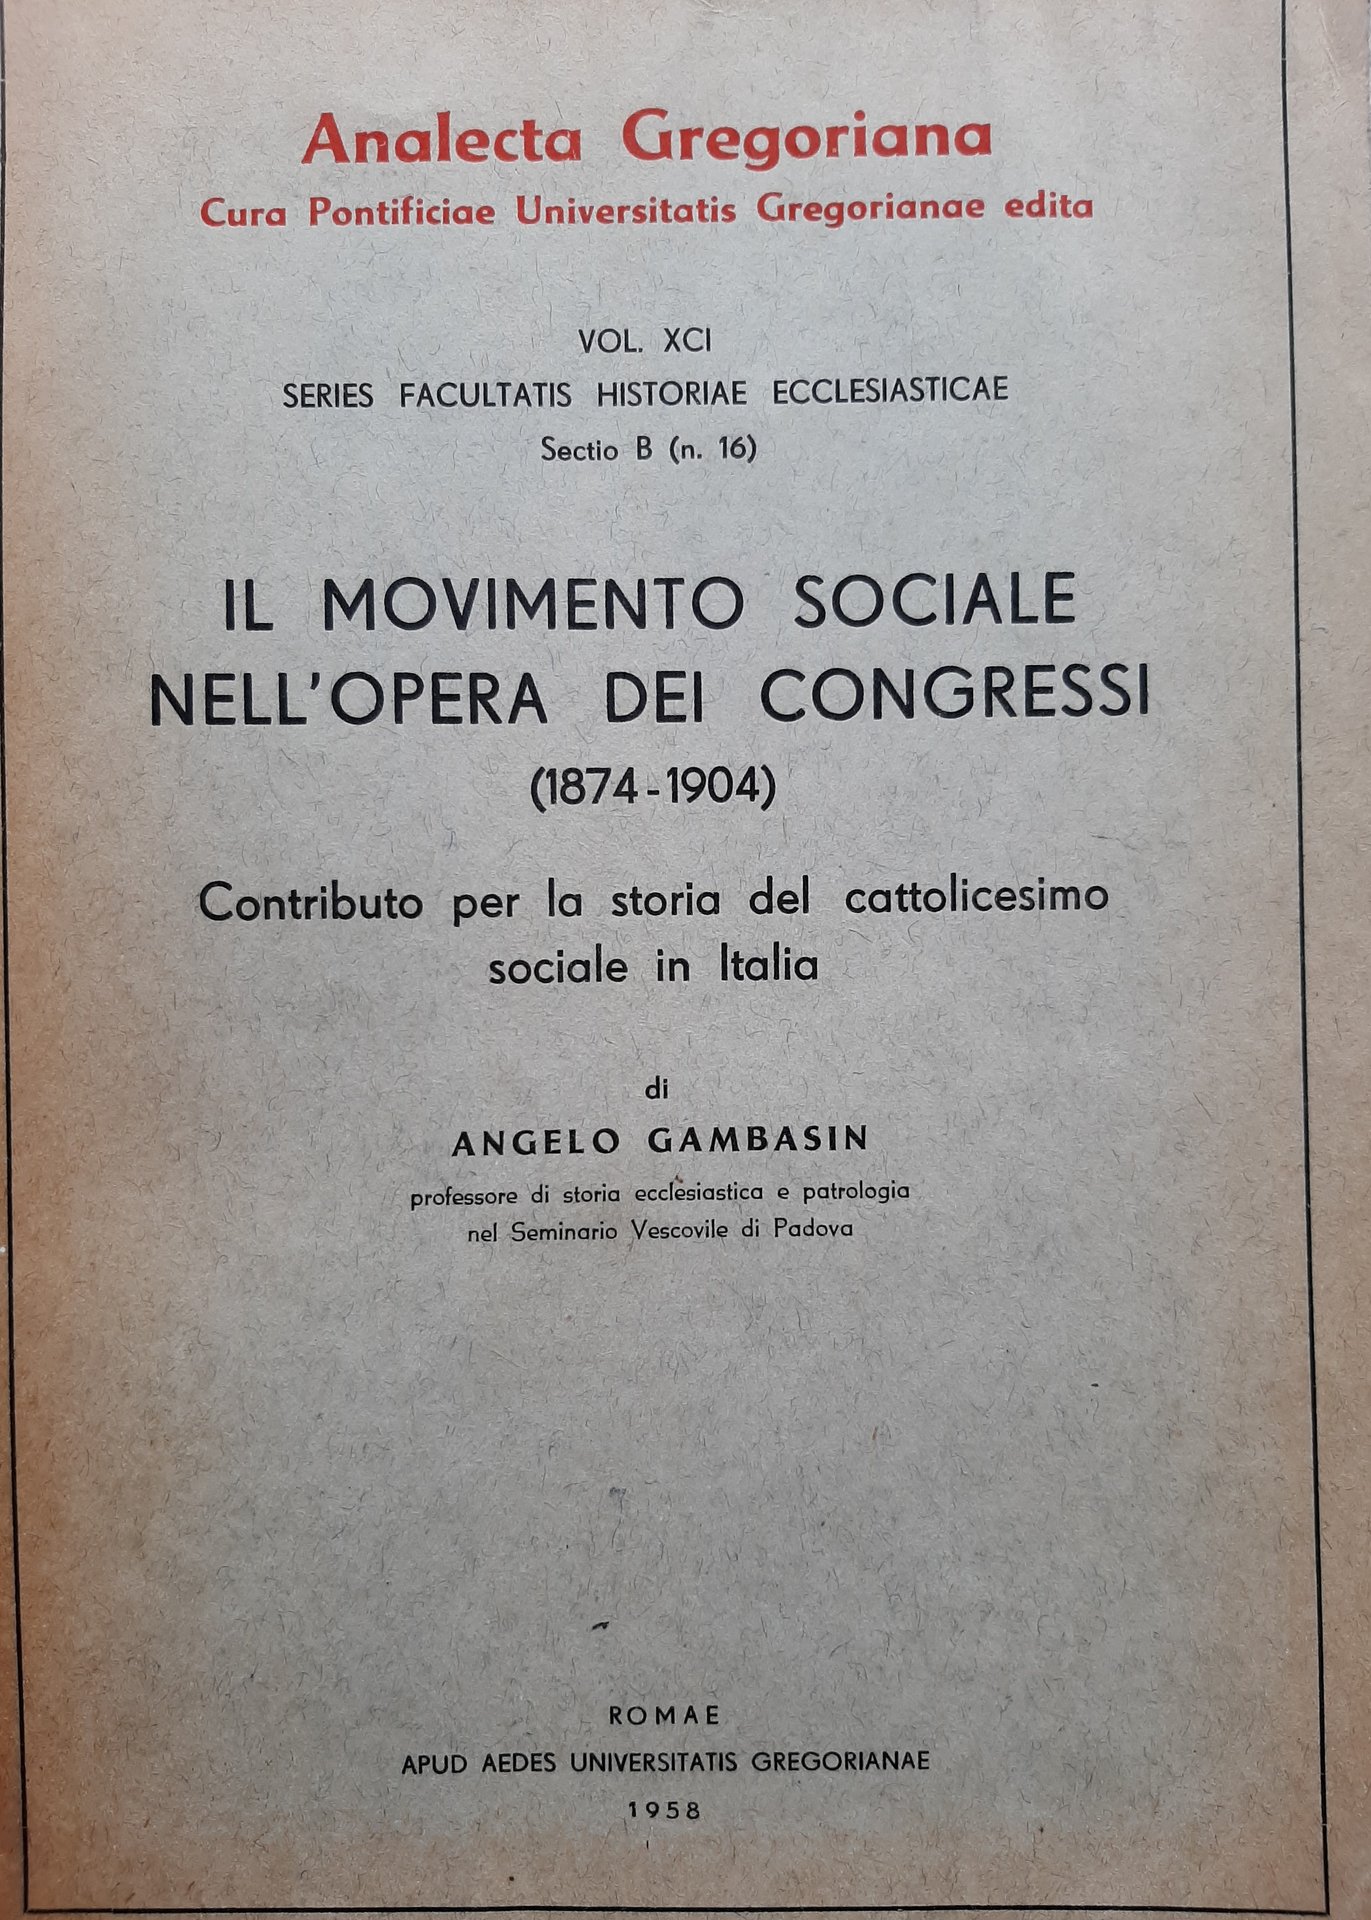 Analecta Gregoriana
Cura Pontificiae Universitatis Gregorianae edita
VOL. XCI
SERIES FACULTATIS HISTORIAE ECCLESIASTICAE
Sectio B (n. 16)
IL MOVIMENTO SOCIALE
NELL'OPERA DEI CONGRESSI
(1874-1904)
Contributo per la storia del cattolicesimo
sociale in Italia
di
ANGELO GAMBASIN
professore di storia ecclesiastica e patrologia
nel Seminario Vescovile di Padova
ROMAE
APUD AEDES UNIVERSITATIS GREGORIANAE
1958